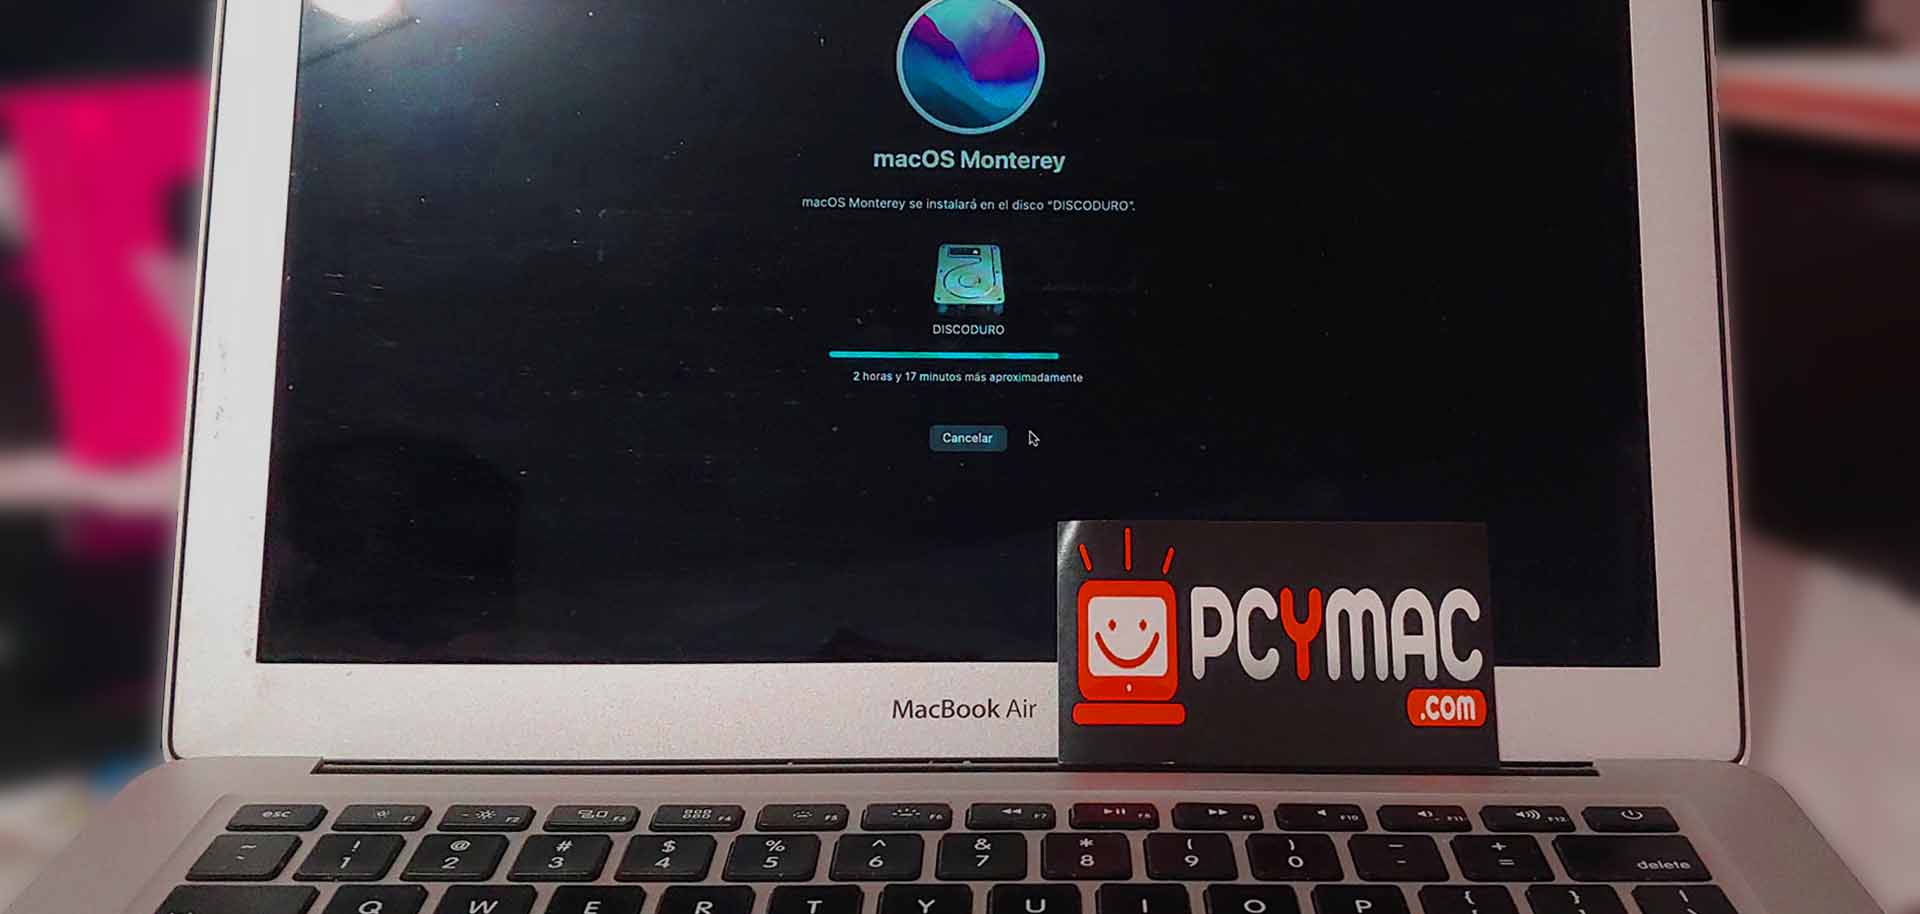 macOS Monterey
macOS Monterey se instalará en el disco "DISCODURO".
DISCODURO
2 horas y 17 minutos más aproximadamente
Cancelar
PCYMAC
.com
MacBook Air
esc F1 F2 F3 F4 F5 F6 F7 F8 F9 F10 F11 F12
~ ! @ # $ % ^ & * ( ) – +
1 2 3 4 5 6 7 8 9 0 - = delete
Q W E R T Y U I O P { }